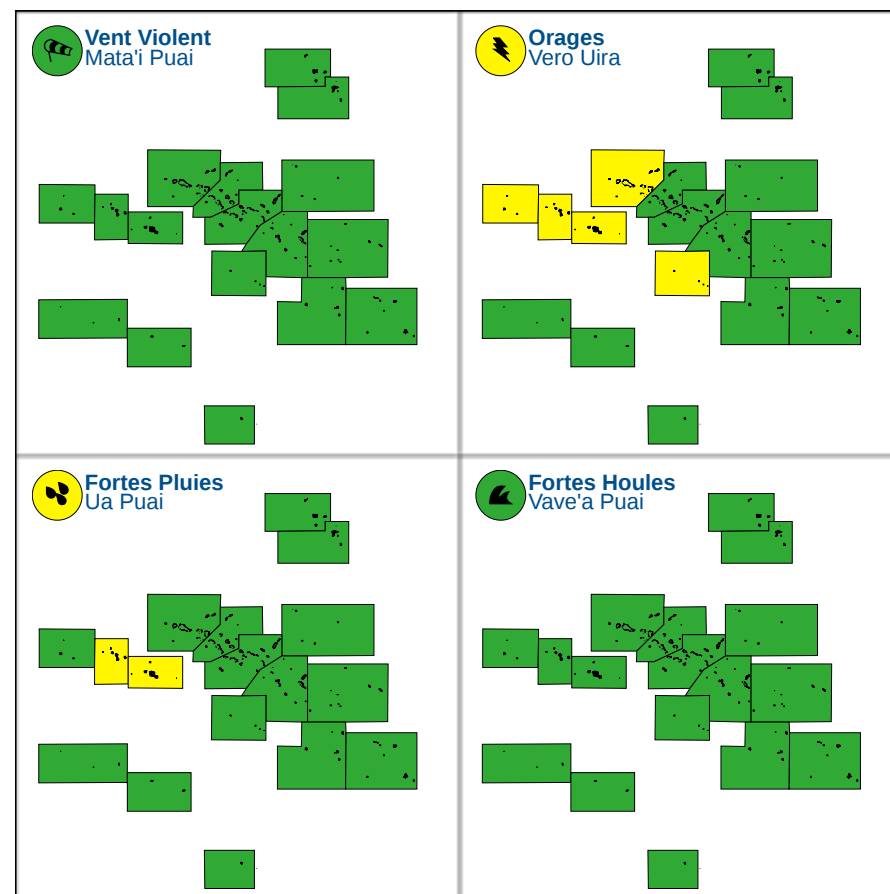 Vent Violent
Mata'i Puai
Orages
Vero Uira
Fortes Pluies
Ua Puai
Fortes Houles
Vave'a Puai